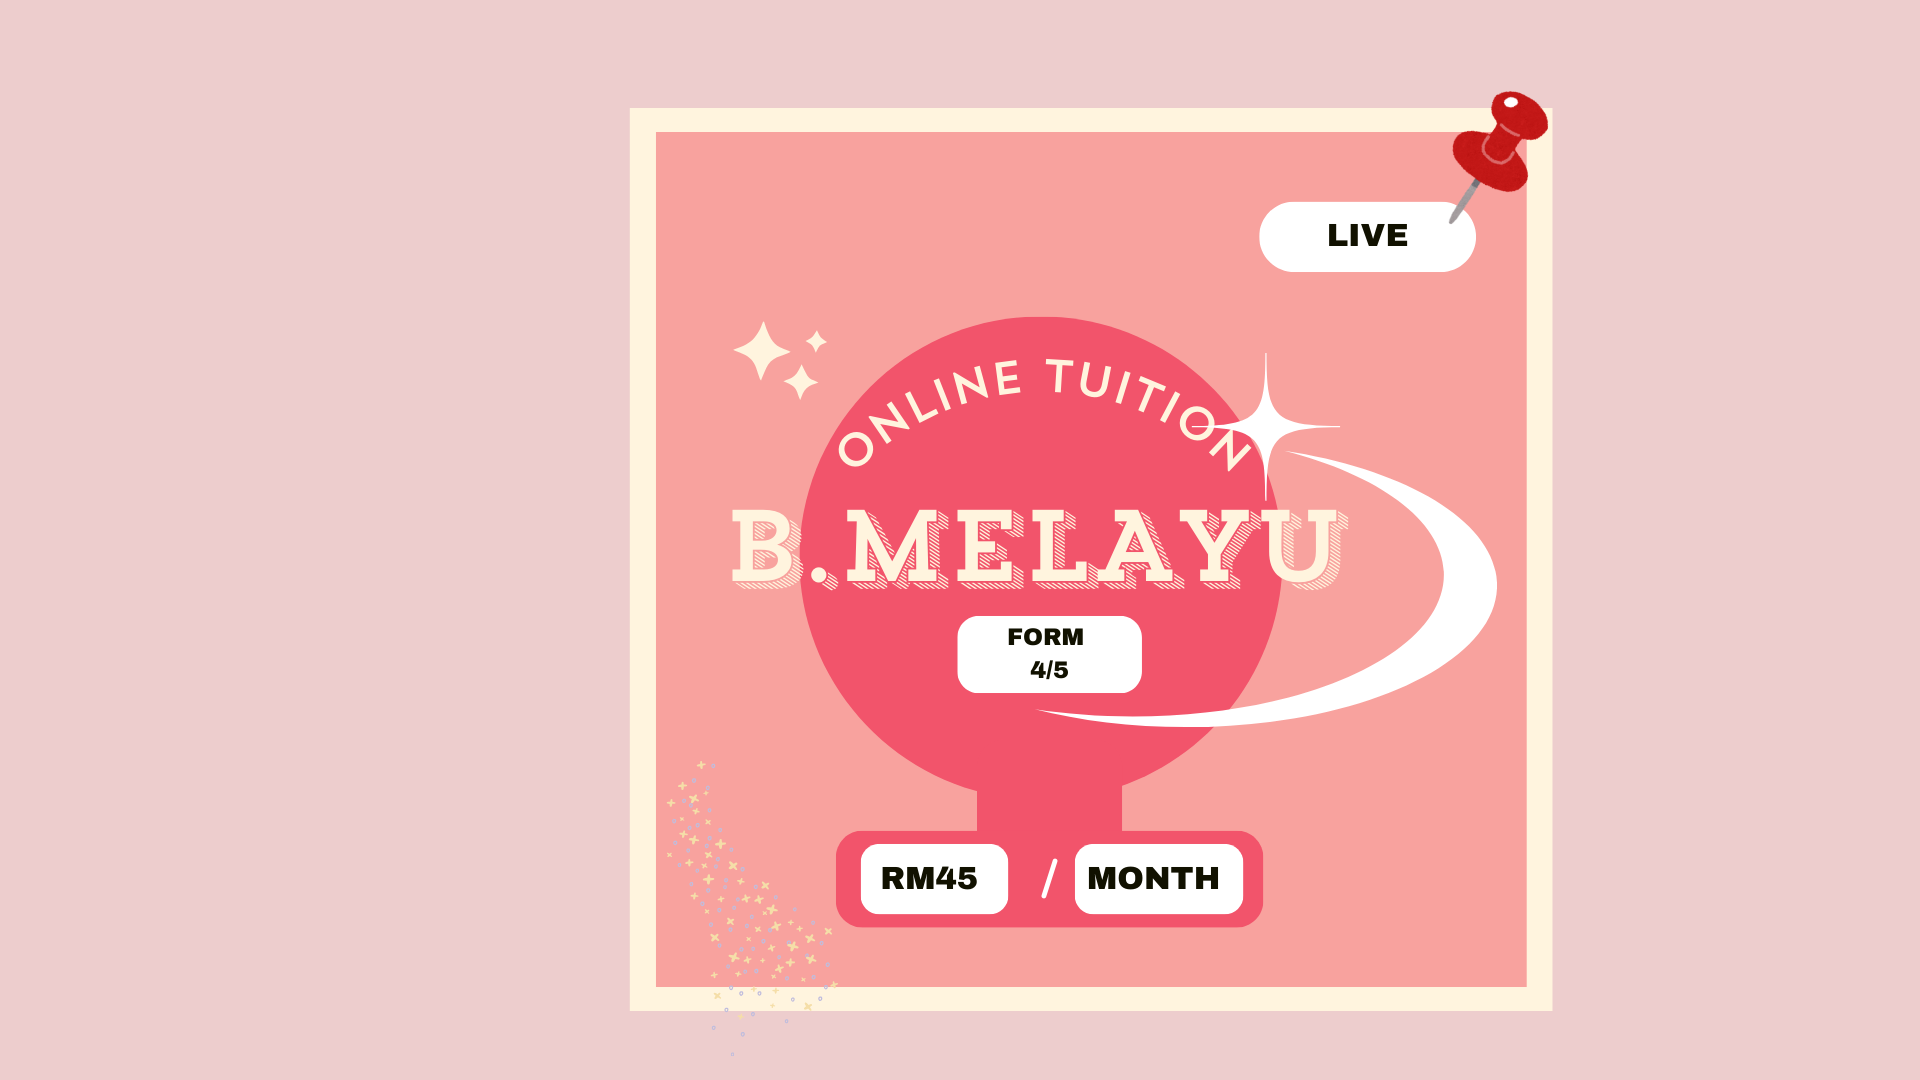 LIVE
ONLINE TUITION
B.MELAYU
FORM
4/5
RM45 / MONTH